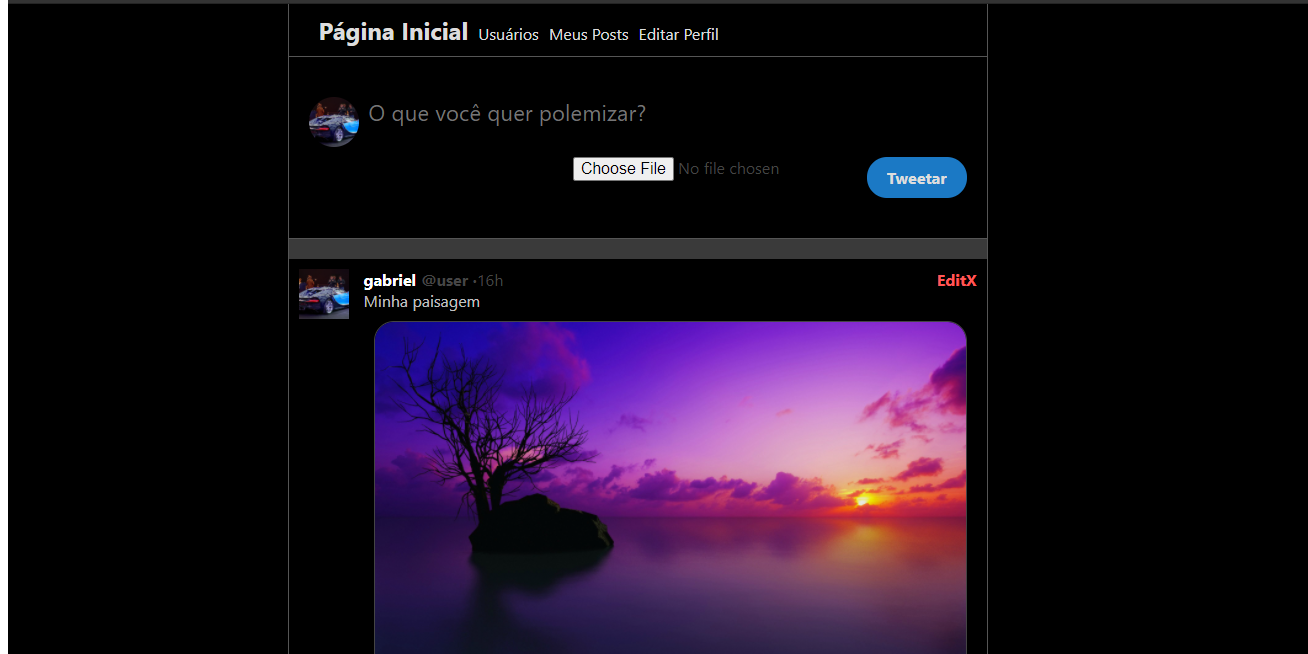 Página Inicial Usuários Meus Posts Editar Perfil
O que você quer polemizar?
Choose File No file chosen
Tweetar
gabriel @user ·16h EditX
Minha paisagem